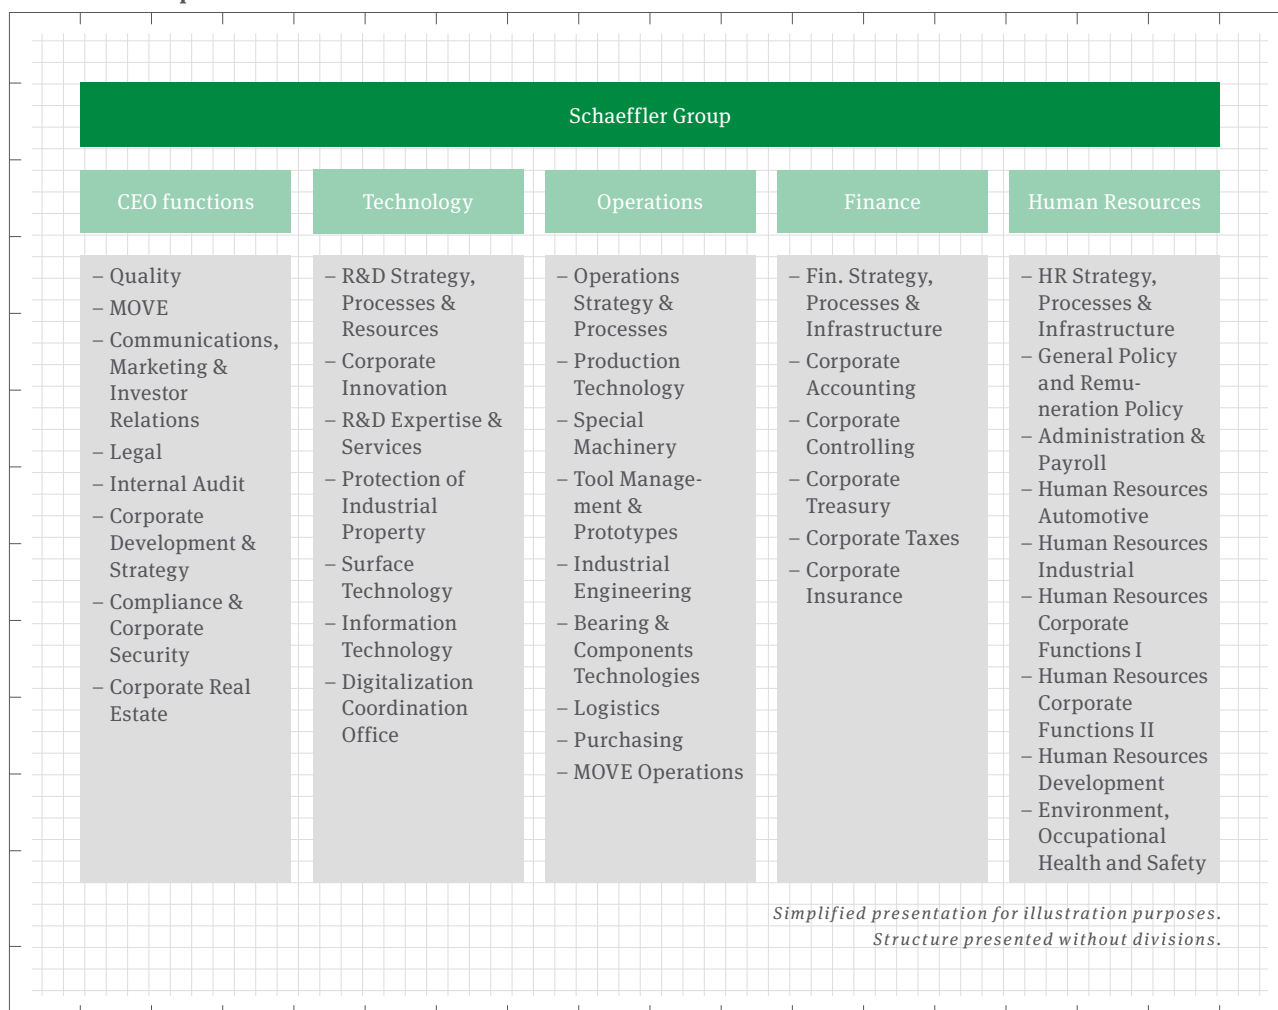 Schaeffler Group
CEO functions
– Quality
– MOVE
– Communications,
Marketing &
Investor
Relations
– Legal
– Internal Audit
– Corporate
Development &
Strategy
– Compliance &
Corporate
Security
– Corporate Real
Estate
Technology
– R&D Strategy,
Processes &
Resources
– Corporate
Innovation
– R&D Expertise &
Services
– Protection of
Industrial
Property
– Surface
Technology
– Information
Technology
– Digitalization
Coordination
Office
Operations
– Operations
Strategy &
Processes
– Production
Technology
– Special
Machinery
– Tool Manage-
ment &
Prototypes
– Industrial
Engineering
– Bearing &
Components
Technologies
– Logistics
– Purchasing
– MOVE Operations
Finance
– Fin. Strategy,
Processes &
Infrastructure
– Corporate
Accounting
– Corporate
Controlling
– Corporate
Treasury
– Corporate Taxes
– Corporate
Insurance
Human Resources
– HR Strategy,
Processes &
Infrastructure
– General Policy
and Remu-
neration Policy
– Administration &
Payroll
– Human Resources
Automotive
– Human Resources
Industrial
– Human Resources
Corporate
Functions I
– Human Resources
Corporate
Functions II
– Human Resources
Development
– Environment,
Occupational
Health and Safety
Simplified presentation for illustration purposes.
Structure presented without divisions.